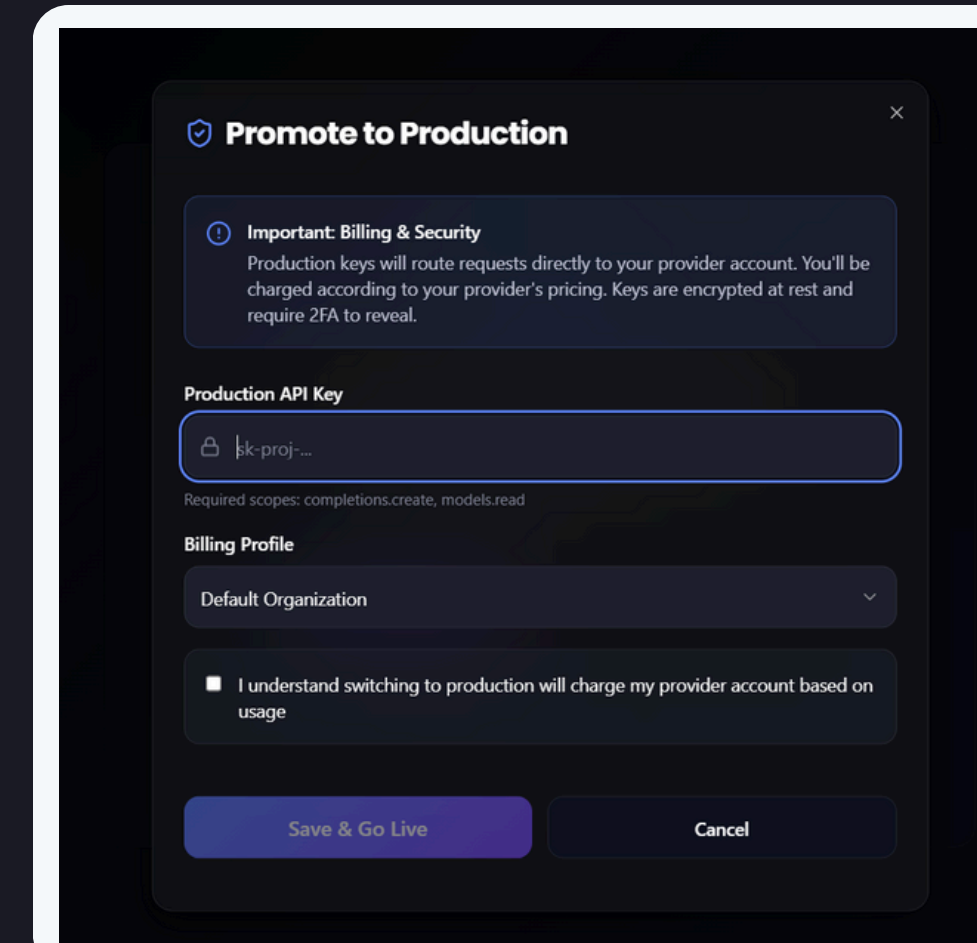 Promote to Production
Important: Billing & Security
Production keys will route requests directly to your provider account. You'll be
charged according to your provider's pricing. Keys are encrypted at rest and
require 2FA to reveal.
Production API Key
sk-proj-...
Required scopes: completions.create, models.read
Billing Profile
Default Organization
I understand switching to production will charge my provider account based on
usage
Save & Go Live
Cancel